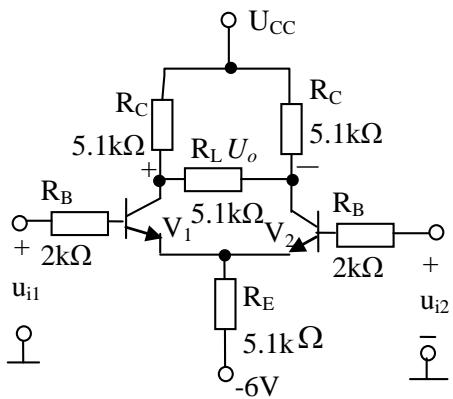 U_CC
R_C R_C
5.1kΩ 5.1kΩ
+ R_L U_o —
R_B 5.1kΩ R_B
V_1 V_2
+ 2kΩ 2kΩ +
u_i1 u_i2
R_E
5.1kΩ
-6V